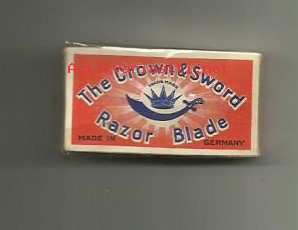 The Crown & Sword
Razor Blade
MADE IN
GERMANY